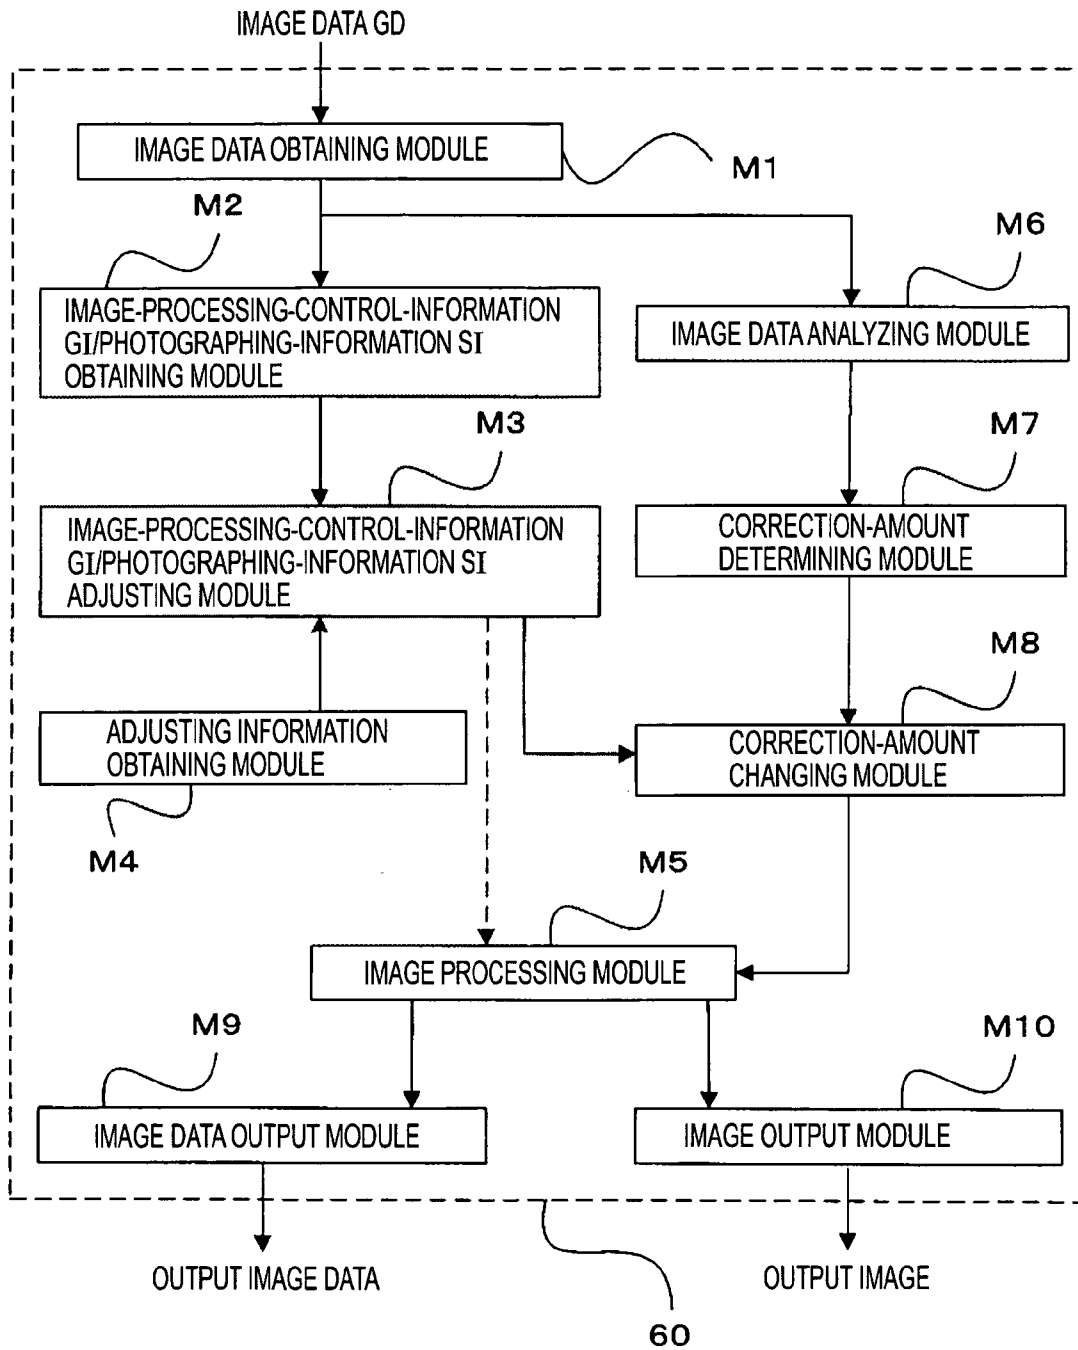 IMAGE DATA GD
IMAGE DATA OBTAINING MODULE
M1
M2
M6
IMAGE-PROCESSING-CONTROL-INFORMATION
GI/PHOTOGRAPHING-INFORMATION SI
OBTAINING MODULE
IMAGE DATA ANALYZING MODULE
M3
M7
IMAGE-PROCESSING-CONTROL-INFORMATION
GI/PHOTOGRAPHING-INFORMATION SI
ADJUSTING MODULE
CORRECTION-AMOUNT
DETERMINING MODULE
M8
ADJUSTING INFORMATION
OBTAINING MODULE
CORRECTION-AMOUNT
CHANGING MODULE
M4
M5
IMAGE PROCESSING MODULE
M9
M10
IMAGE DATA OUTPUT MODULE
IMAGE OUTPUT MODULE
OUTPUT IMAGE DATA
OUTPUT IMAGE
60